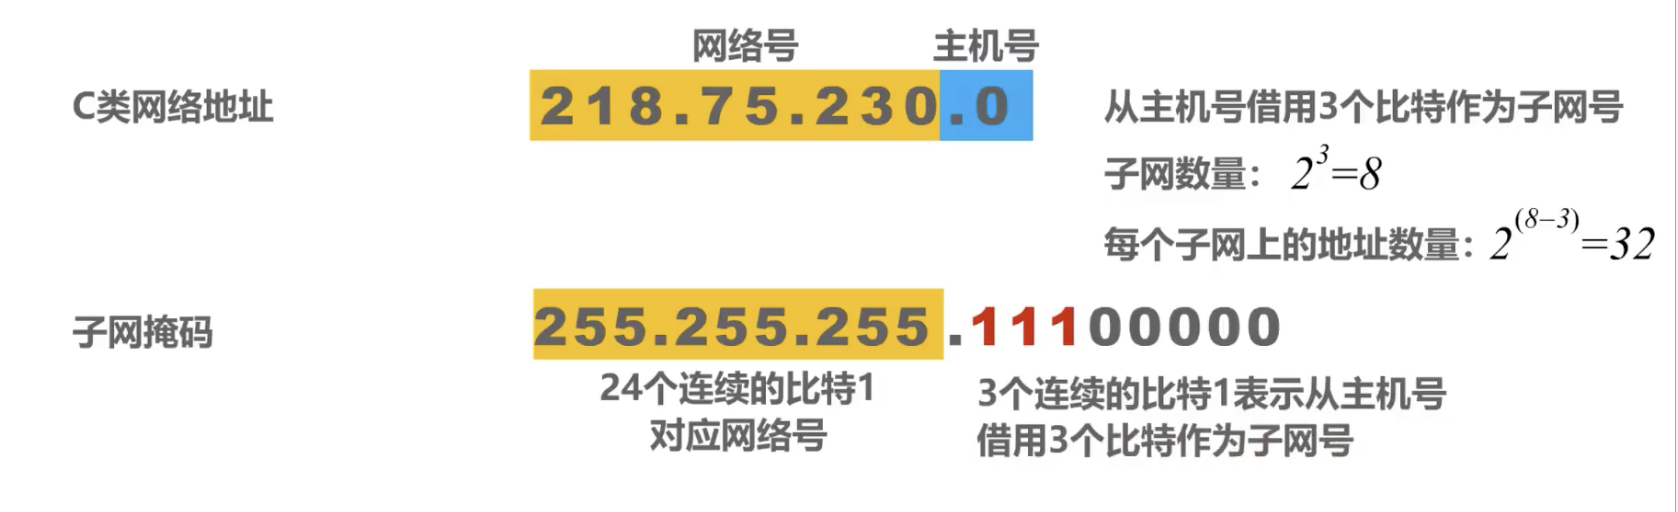 网络号 主机号
C类网络地址 218.75.230.0 从主机号借用3个比特作为子网号
子网数量： 2^3=8
每个子网上的地址数量：2^(8-3)=32
子网掩码 255.255.255.11100000
24个连续的比特1 3个连续的比特1表示从主机号
对应网络号 借用3个比特作为子网号